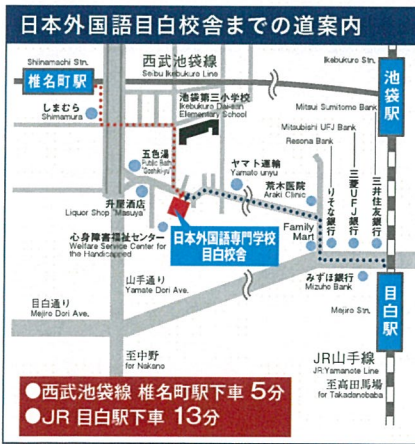 日本外国語目白校舎までの道案内
Shinamachi Stn.
椎名町駅
西武池袋線
Seibu Ikebukuro Line
Ikebukuro Stn.
池袋駅
しまむら
Shimamura
池袋第三小学校
Ikebukuro Dai-san
Elementary School
Mitsui Sumitomo Bank
Mitsubishi UFJ Bank
Resona Bank
五色湯
Public Bath
"Goshikiyu"
ヤマト運輸
Yamato unyu
荒木医院
Araki Clinic
りそな銀行
三菱UFJ銀行
三井住友銀行
升屋酒店
Liquor Shop "Masuya"
心身障害福祉センター
Welfare Service Center for
the Handicapped
日本外国語専門学校
目白校舎
Family
Mart
みずほ銀行
Mizuho Bank
目白駅
Mejiro Stn.
山手通り
Yamate Dori Ave.
目白通り
Mejiro Dori Ave.
至中野
for Nakano
JR山手線
JR Yamanote Line
至高田馬場
for Takadanobaba
●西武池袋線 椎名町駅下車 5分
●JR 目白駅下車 13分